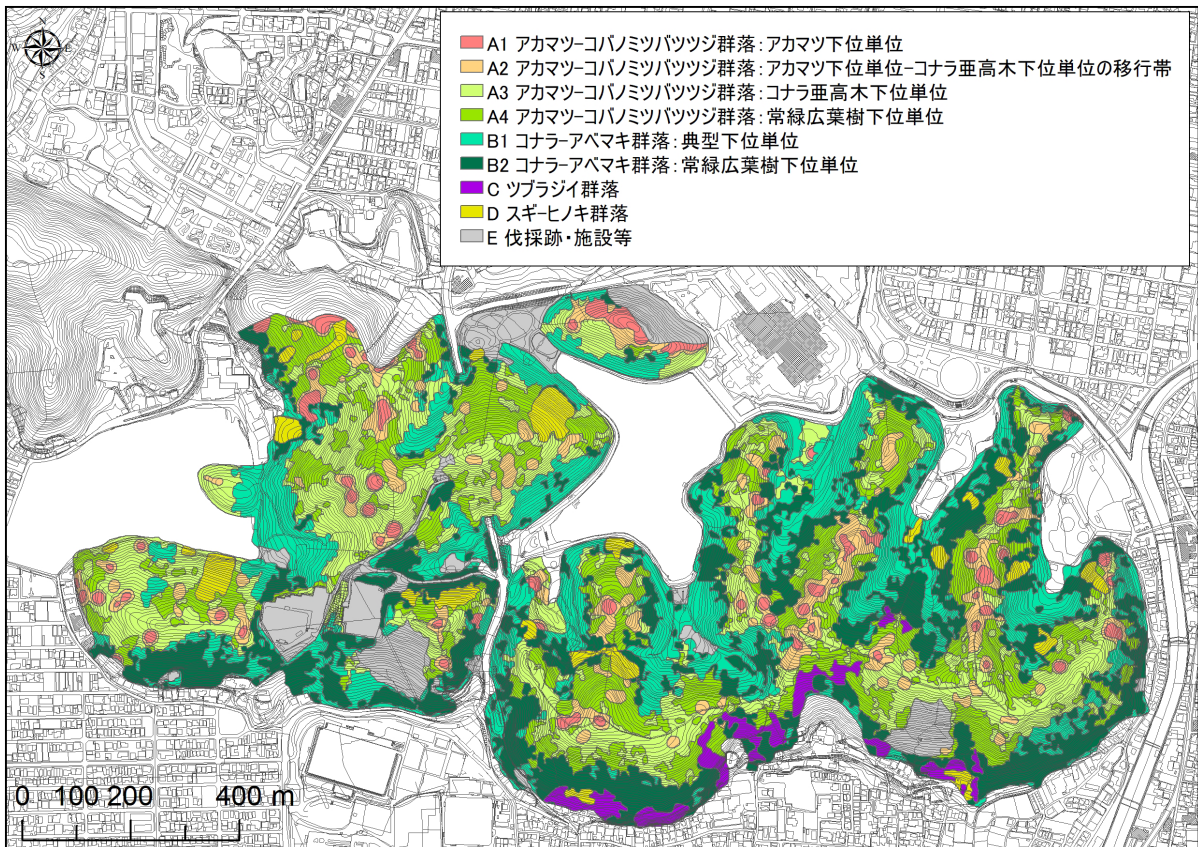 N
W
E
S
A1 アカマツーコバノミツバツツジ群落:アカマツ下位単位
A2 アカマツーコバノミツバツツジ群落:アカマツ下位単位−コナラ亜高木下位単位の移行帯
A3 アカマツーコバノミツバツツジ群落:コナラ亜高木下位単位
A4 アカマツーコバノミツバツツジ群落:常緑広葉樹下位単位
B1 コナラーアベマキ群落:典型下位単位
B2 コナラーアベマキ群落:常緑広葉樹下位単位
C ツブラジイ群落
D スギーヒノキ群落
E 伐採跡・施設等
0 100 200 400 m